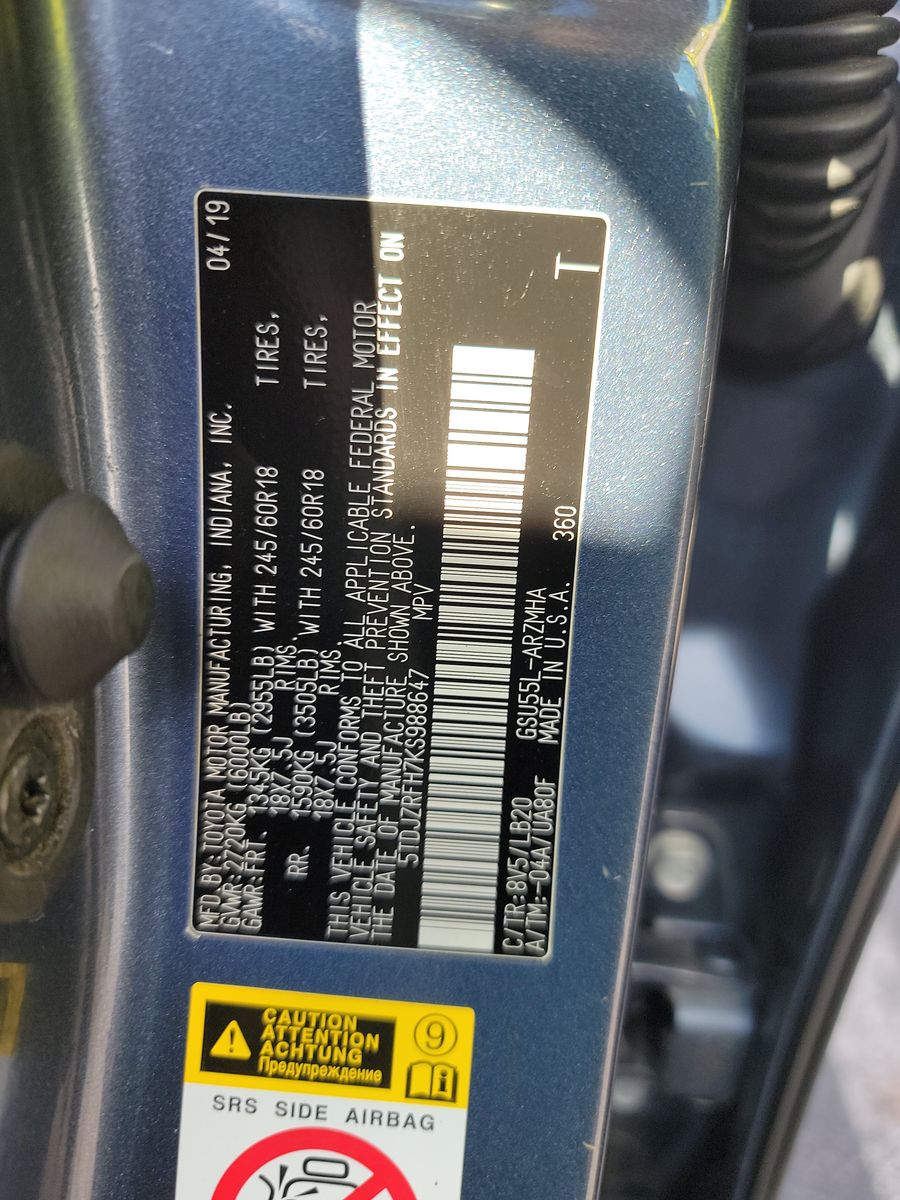 MFD.BY:TOYOTA MOTOR MANUFACTURING, INDIANA, INC. 04/19
GVWR:2720KG (6000LB)
GAWR:FRT. 1345KG (2955LB) WITH 245/60R18 TIRES,
18X7.5J RIMS.
RR. 1590KG (3505LB) WITH 245/60R18 TIRES,
18X7.5J RIMS.
THIS VEHICLE CONFORMS TO ALL APPLICABLE FEDERAL MOTOR
VEHICLE SAFETY AND THEFT PREVENTION STANDARDS IN EFFECT ON
THE DATE OF MANUFACTURE SHOWN ABOVE.
5TDJZRFH7KS988647 MPV
C/TR:8V5/LB20 GSU55L-ARZMHA
A/TM:-04A/UA80F MADE IN U.S.A. 360 T
CAUTION
ATTENTION
ACHTUNG
Предупреждение
9
SRS SIDE AIRBAG